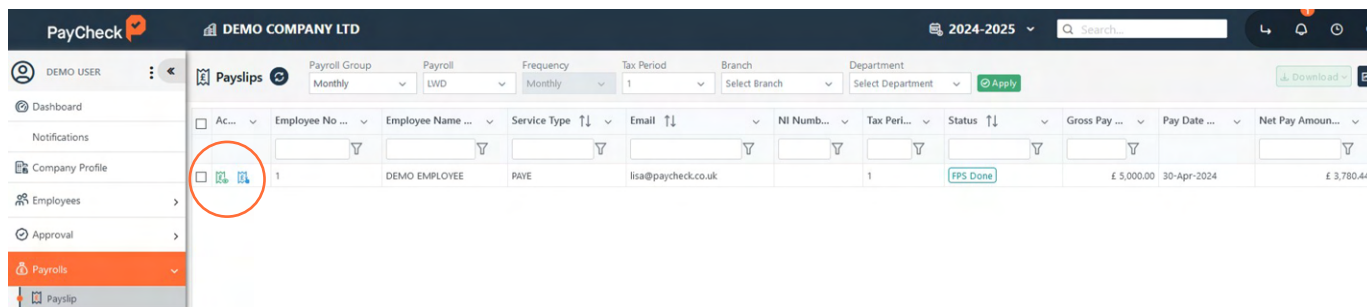 PayCheck
DEMO COMPANY LTD
2024-2025
Search...
1
DEMO USER
Payslips
Payroll Group
Monthly
Payroll
LWD
Frequency
Monthly
Tax Period
1
Branch
Select Branch
Department
Select Department
Apply
Download
Dashboard
Notifications
Company Profile
Employees
Approval
Payrolls
Payslip
Ac...
Employee No ...
Employee Name ...
Service Type
Email
NI Numb...
Tax Peri...
Status
Gross Pay ...
Pay Date ...
Net Pay Amoun...
1
DEMO EMPLOYEE
PAYE
lisa@paycheck.co.uk
1
FPS Done
£ 5,000.00
30-Apr-2024
£ 3,780.44